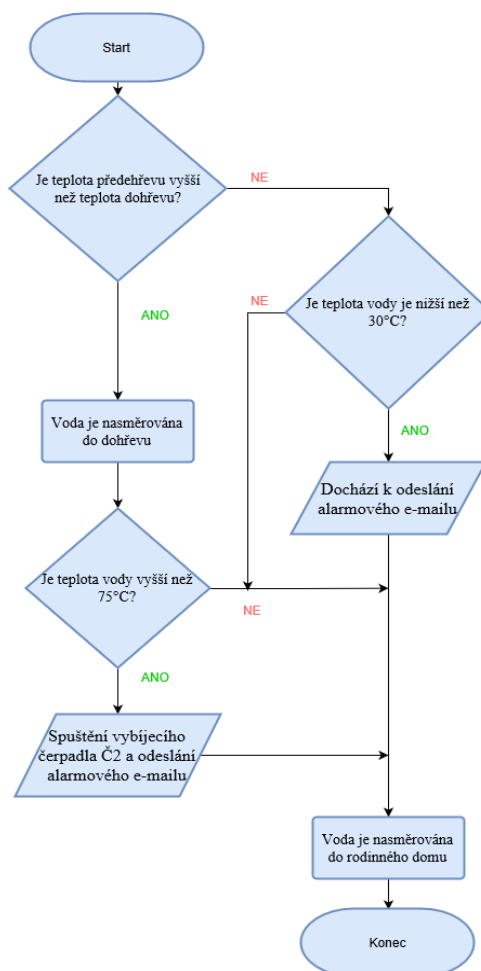 Start
Je teplota předehřevu vyšší
než teplota dohřevu?
NE
Je teplota vody je nižší než
30°C?
NE
ANO
ANO
Voda je nasměrována
do dohřevu
Dochází k odeslání
alarmového e-mailu
Je teplota vody vyšší než
75°C?
NE
ANO
Spuštění vybíjecího
čerpadla Č2 a odeslání
alarmového e-mailu
Voda je nasměrována
do rodinného domu
Konec